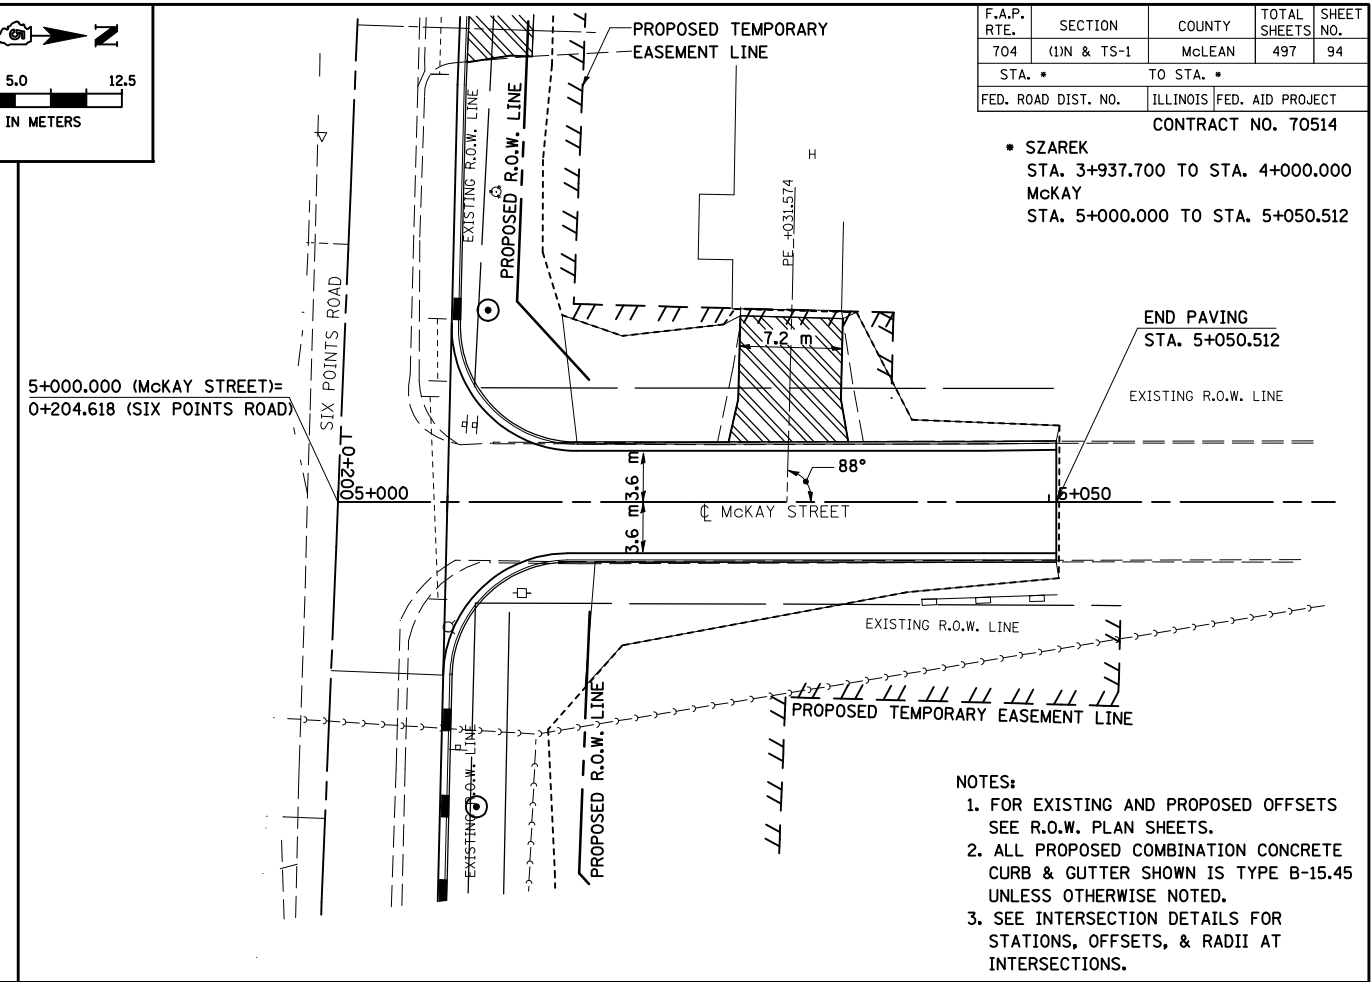 N
5.0 12.5
IN METERS
PROPOSED TEMPORARY
EASEMENT LINE
F.A.P.
RTE. SECTION COUNTY TOTAL
SHEETS SHEET
NO.
704 (1)N & TS-1 McLEAN 497 94
STA. * TO STA. *
FED. ROAD DIST. NO. ILLINOIS FED. AID PROJECT
CONTRACT NO. 70514
* SZAREK
STA. 3+937.700 TO STA. 4+000.000
McKAY
STA. 5+000.000 TO STA. 5+050.512
EXISTING R.O.W. LINE
PROPOSED R.O.W. LINE
H
PE +031.574
SIX POINTS ROAD
7.2 m
END PAVING
STA. 5+050.512
EXISTING R.O.W. LINE
5+000.000 (McKAY STREET)=
0+204.618 (SIX POINTS ROAD)
0+200
5+000
3.6 m
88°
5+050
℄ McKAY STREET
3.6 m
EXISTING R.O.W. LINE
PROPOSED TEMPORARY EASEMENT LINE
EXISTING R.O.W. LINE
PROPOSED R.O.W. LINE
NOTES:
1. FOR EXISTING AND PROPOSED OFFSETS
SEE R.O.W. PLAN SHEETS.
2. ALL PROPOSED COMBINATION CONCRETE
CURB & GUTTER SHOWN IS TYPE B-15.45
UNLESS OTHERWISE NOTED.
3. SEE INTERSECTION DETAILS FOR
STATIONS, OFFSETS, & RADII AT
INTERSECTIONS.